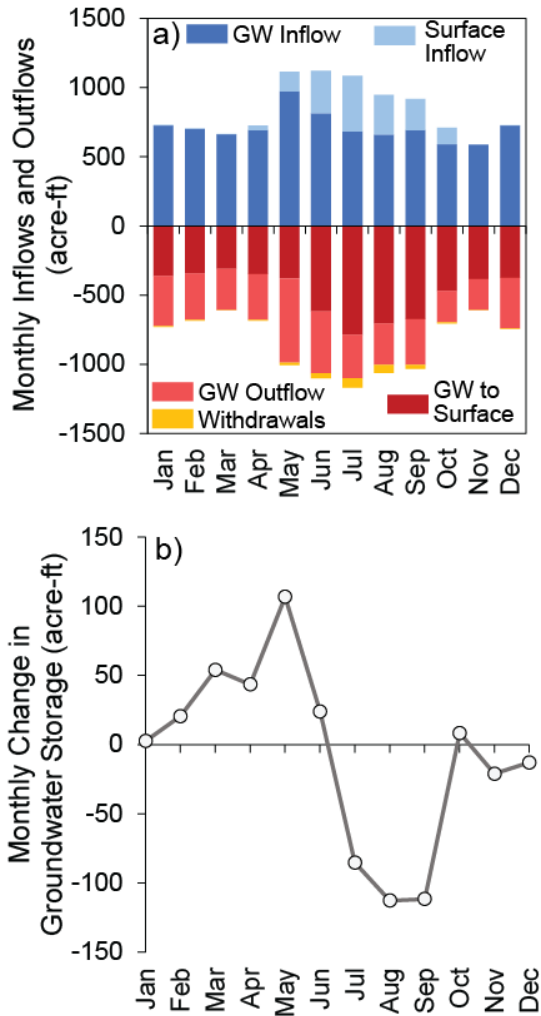 a)
GW Inflow
Surface
Inflow
Monthly Inflows and Outflows
(acre-ft)
1500
1000
500
0
-500
-1000
-1500
GW Outflow
Withdrawals
GW to
Surface
Jan
Feb
Mar
Apr
May
Jun
Jul
Aug
Sep
Oct
Nov
Dec
b)
Monthly Change in
Groundwater Storage (acre-ft)
150
100
50
0
-50
-100
-150
Jan
Feb
Mar
Apr
May
Jun
Jul
Aug
Sep
Oct
Nov
Dec